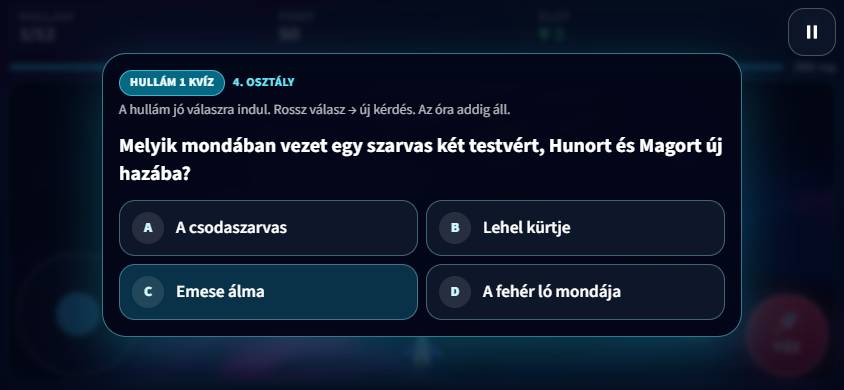 HULLÁM 1 KVÍZ 4. OSZTÁLY
A hullám jó válaszra indul. Rossz válasz → új kérdés. Az óra addig áll.
Melyik mondában vezet egy szarvas két testvért, Hunort és Magort új
hazába?
A A csodaszarvas
B Lehel kürtje
C Emese álma
D A fehér ló mondája